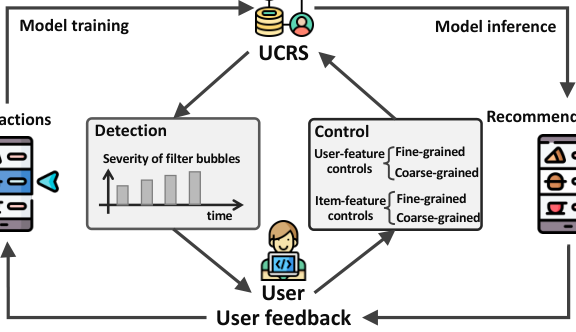 Model training
Model inference
UCRS
actions
Recommend
Detection
Severity of filter bubbles
time
Control
User-feature
controls
Fine-grained
Coarse-grained
Item-feature
controls
Fine-grained
Coarse-grained
User
User feedback